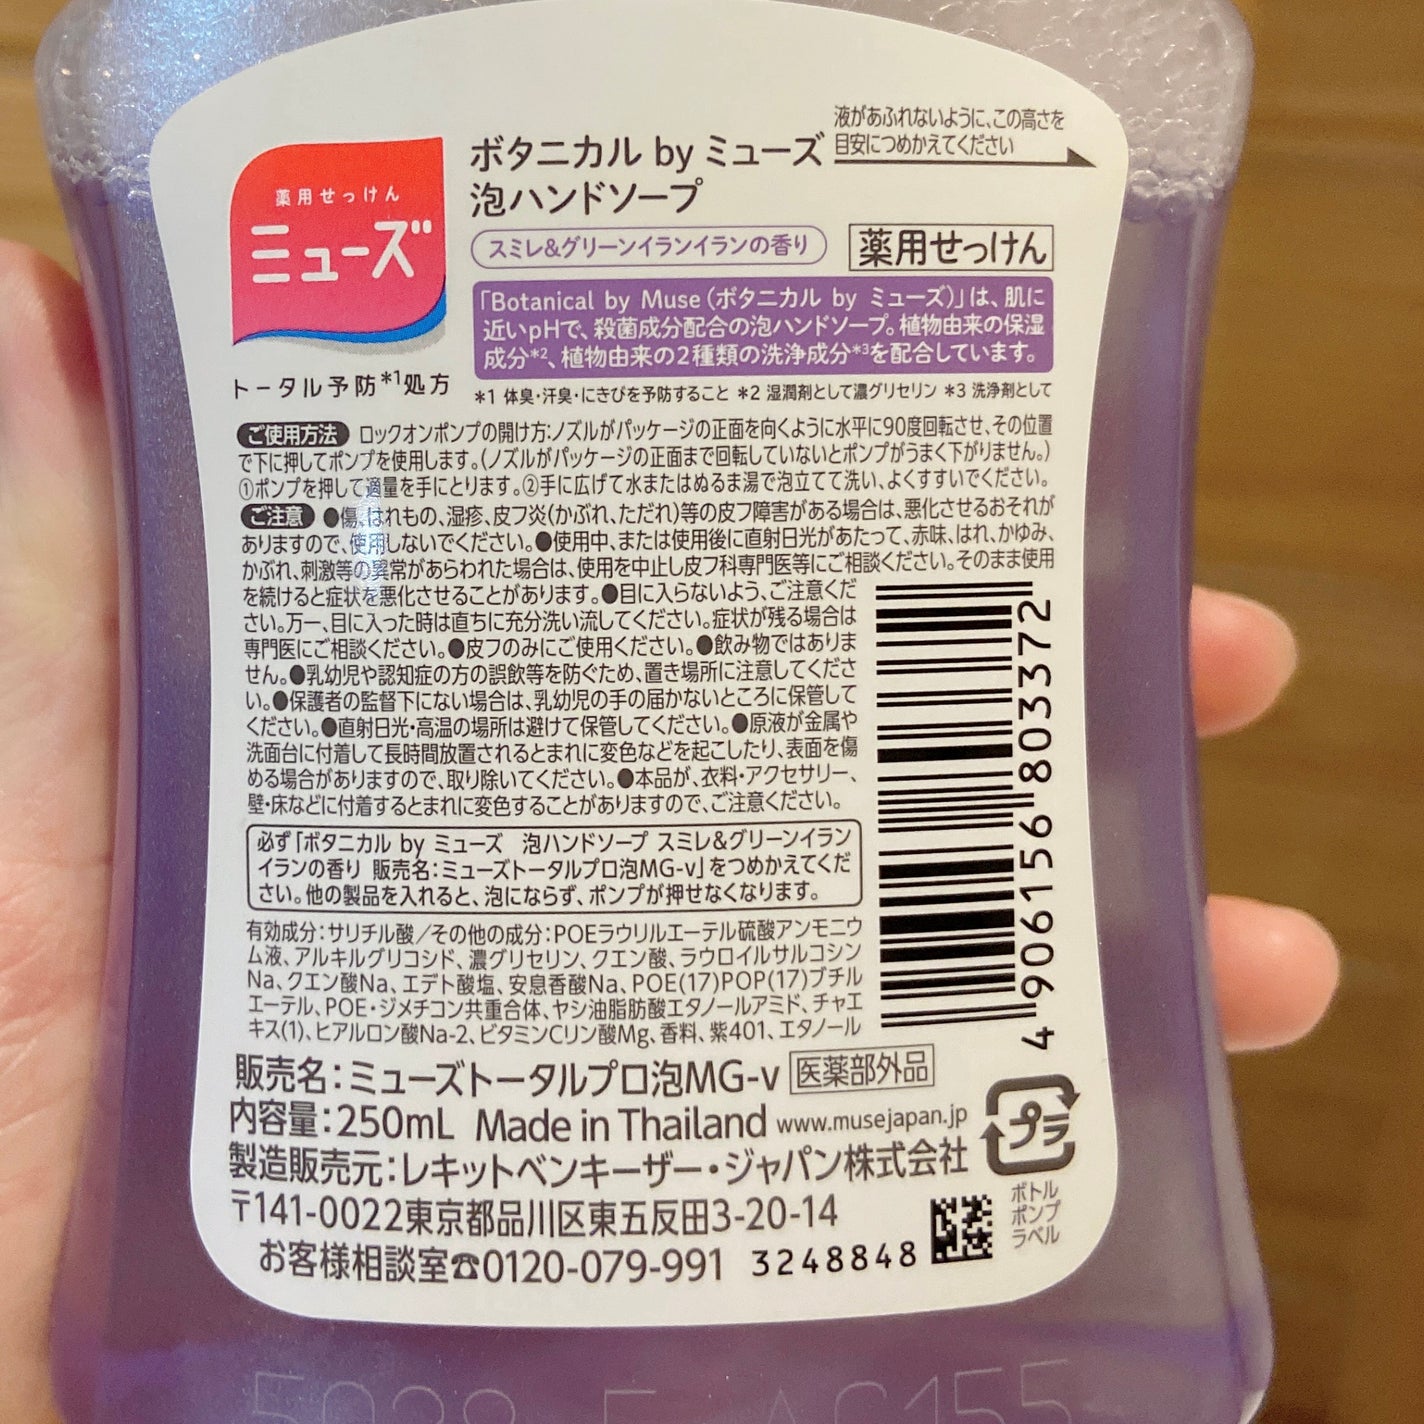 液があふれないように、この高さを
目安につめかえてください
ボタニカル by ミューズ
泡ハンドソープ
薬用せっけん
ミューズ
トータル予防*1処方
スミレ&グリーンイランイランの香り
薬用せっけん
「Botanical by Muse（ボタニカル by ミューズ）」は、肌に
近いpHで、殺菌成分配合の泡ハンドソープ。植物由来の保湿
成分*2、植物由来の2種類の洗浄成分*3を配合しています。
*1 体臭・汗臭・にきびを予防すること *2 湿潤剤として濃グリセリン *3 洗浄剤として
ご使用方法 ロックオンポンプの開け方:ノズルがパッケージの正面を向くように水平に90度回転させ、その位置
で下に押してポンプを使用します。(ノズルがパッケージの正面まで回転していないとポンプがうまく下がりません。)
①ポンプを押して適量を手にとります。②手に広げて水またはぬるま湯で泡立てて洗い、よくすすいでください。
ご注意 ●傷、はれもの、湿疹、皮フ炎(かぶれ、ただれ)等の皮フ障害がある場合は、悪化させるおそれが
ありますので、使用しないでください。●使用中、または使用後に直射日光があたって、赤味、はれ、かゆみ、
かぶれ、刺激等の異常があらわれた場合は、使用を中止し皮フ科専門医等にご相談ください。そのまま使用
を続けると症状を悪化させることがあります。●目に入らないよう、ご注意くだ
さい。万一、目に入った時は直ちに充分洗い流してください。症状が残る場合は
専門医にご相談ください。●皮フのみにご使用ください。●飲み物ではありま
せん。●乳幼児や認知症の方の誤飲等を防ぐため、置き場所に注意してくださ
い。●保護者の監督下にない場合は、乳幼児の手の届かないところに保管して
ください。●直射日光・高温の場所は避けて保管してください。●原液が金属や
洗面台に付着して長時間放置されるとまれに変色などを起こしたり、表面を傷
める場合がありますので、取り除いてください。●本品が、衣料・アクセサリー、
壁・床などに付着するとまれに変色することがありますので、ご注意ください。
必ず「ボタニカル by ミューズ 泡ハンドソープ スミレ&グリーンイラン
イランの香り 販売名:ミューズトータルプロ泡MG-v」をつめかえてくだ
さい。他の製品を入れると、泡にならず、ポンプが押せなくなります。
有効成分:サリチル酸／その他の成分:POEラウリルエーテル硫酸アンモニウ
ム液、アルキルグリコシド、濃グリセリン、クエン酸、ラウロイルサルコシン
Na、クエン酸Na、エデト酸塩、安息香酸Na、POE(17)POP(17)ブチル
エーテル、POE・ジメチコン共重合体、ヤシ油脂肪酸エタノールアミド、チャエ
キス(1)、ヒアルロン酸Na-2、ビタミンCリン酸Mg、香料、紫401、エタノール
4 906156 803372
販売名:ミューズトータルプロ泡MG-v 医薬部外品
内容量:250mL Made in Thailand www.musejapan.jp
製造販売元:レキットベンキーザー・ジャパン株式会社
〒141-0022東京都品川区東五反田3-20-14
お客様相談室☎0120-079-991 3248848
プラ
ボトル
ポンプ
ラベル